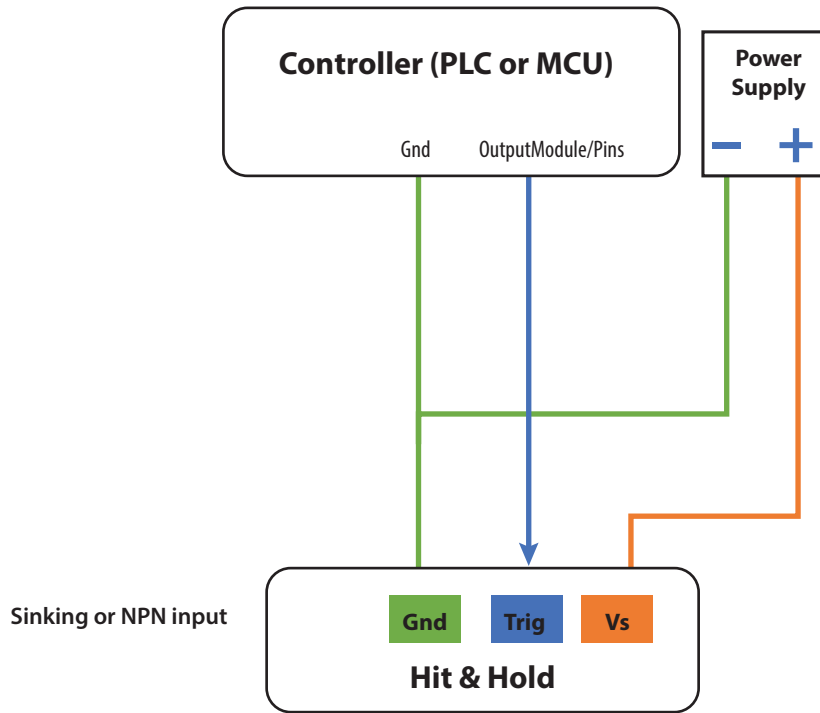 Controller (PLC or MCU)
Gnd
OutputModule/Pins
Power
Supply
− +
Sinking or NPN input
Gnd
Trig
Vs
Hit & Hold